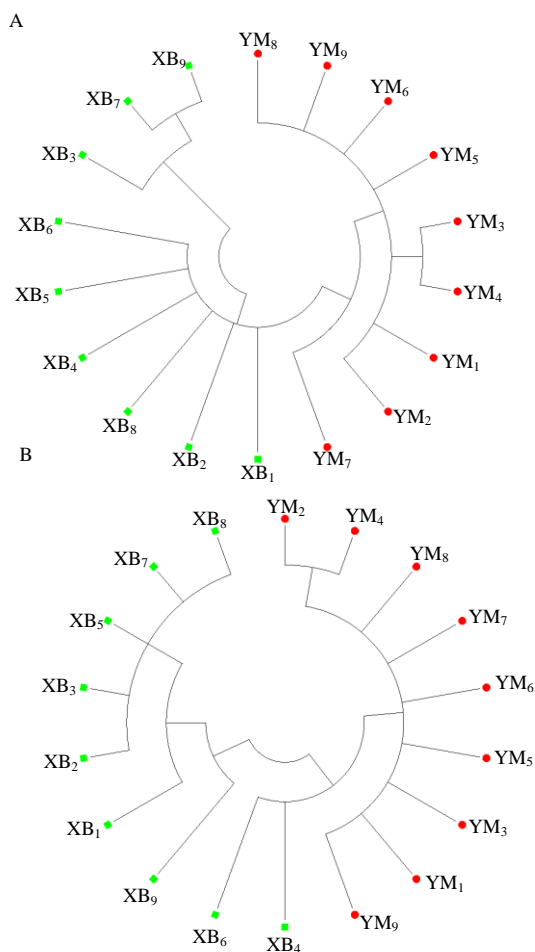 A
YM₈
XB₉
YM₉
XB₇
YM₆
XB₃
YM₅
XB₆
YM₃
XB₅
YM₄
XB₄
YM₁
XB₈
YM₂
XB₂
YM₇
XB₁
B
YM₂
XB₈
YM₄
XB₇
YM₈
XB₅
YM₇
XB₃
YM₆
XB₂
YM₅
XB₁
YM₃
XB₉
YM₁
XB₆
YM₉
XB₄